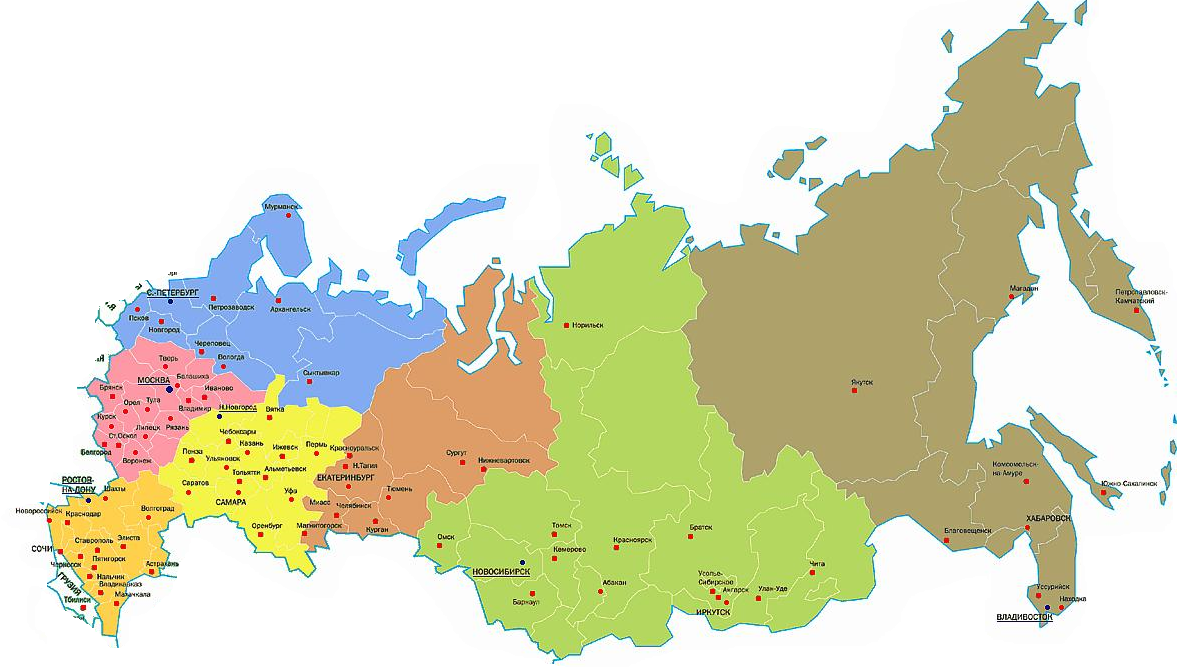 Мурманск
С.-ПЕТЕРБУРГ
Петрозаводск
Архангельск
Псков
Новгород
Череповец
Вологда
Сыктывкар
Норильск
Магадан
Петропавловск-
Камчатский
Якутск
Тверь
МОСКВА
Балашиха
Брянск
Иваново
Орел
Тула
Владимир
Н.Новгород
Вятка
Курск
Липецк
Рязань
Ст.Оскол
Белгород
Воронеж
Чебоксары
Казань
Ижевск
Пермь
Красноуральск
Пенза
Ульяновск
Н.Тагил
Тольятти
Альметьевск
ЕКАТЕРИНБУРГ
Сургут
Нижневартовск
Саратов
САМАРА
Уфа
Тюмень
Миасс
Челябинск
Оренбург
Магнитогорск
Курган
РОСТОВ-
НА-ДОНУ
Шахты
Новороссийск
Краснодар
Волгоград
СОЧИ
Ставрополь
Элиста
Черкесск
Пятигорск
Астрахань
Нальчик
ГРУЗИЯ
Владикавказ
Тбилиси
Махачкала
Омск
Томск
Кемерово
Красноярск
Братск
НОВОСИБИРСК
Барнаул
Абакан
Усолье-
Сибирское
Ангарск
Улан-Удэ
Чита
ИРКУТСК
Комсомольск-
на-Амуре
Южно Сахалинск
Благовещенск
ХАБАРОВСК
Уссурийск
Находка
ВЛАДИВОСТОК